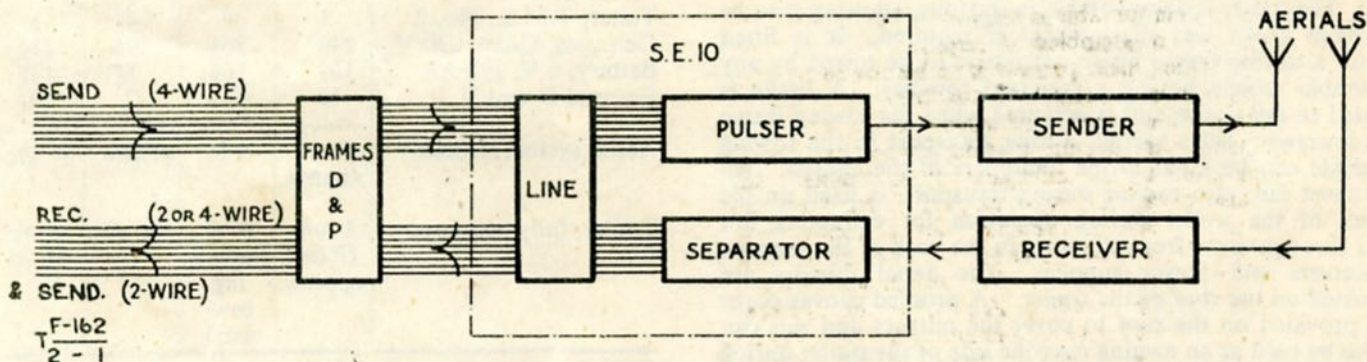 S.E. 10
AERIALS
SEND (4-WIRE)
FRAMES
D & P
LINE
PULSER
SENDER
REC. (2 OR 4-WIRE)
& SEND. (2-WIRE)
SEPARATOR
RECEIVER
T F-162
2 - 1